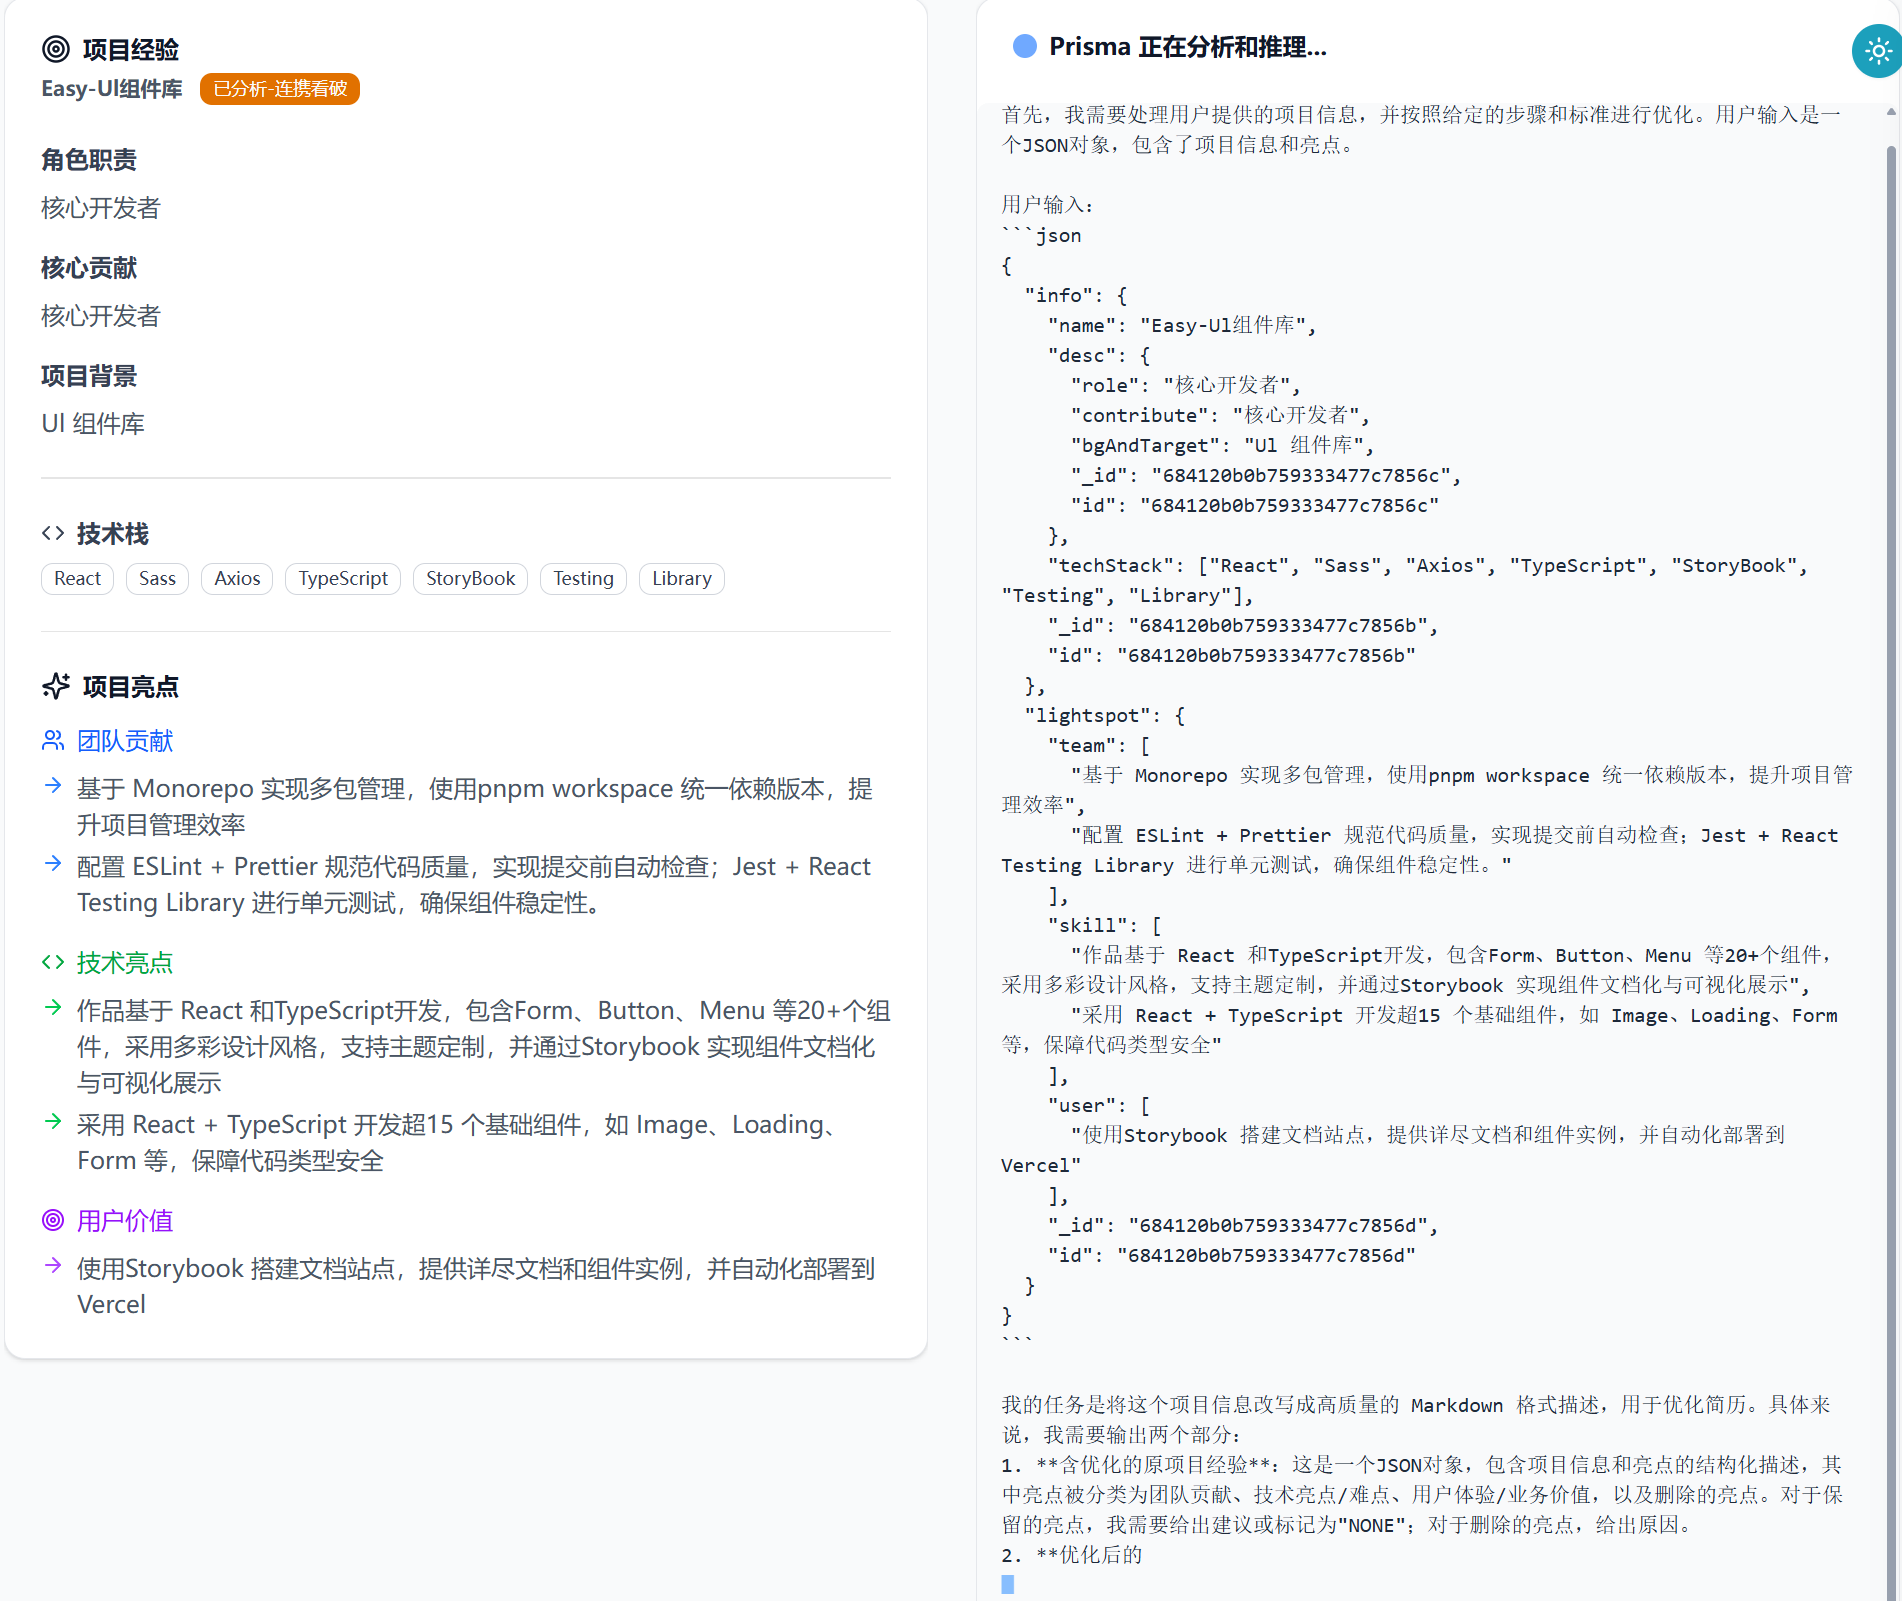 项目经验
Easy-Ul组件库 已分析-连携看破
角色职责
核心开发者
核心贡献
核心开发者
项目背景
Ul 组件库
技术栈
React Sass Axios TypeScript StoryBook Testing Library
项目亮点
团队贡献
基于 Monorepo 实现多包管理，使用pnpm workspace 统一依赖版本，提
升项目管理效率
配置 ESLint + Prettier 规范代码质量，实现提交前自动检查；Jest + React
Testing Library 进行单元测试，确保组件稳定性。
技术亮点
作品基于 React 和TypeScript开发，包含Form、Button、Menu 等20+个组
件，采用多彩设计风格，支持主题定制，并通过Storybook 实现组件文档化
与可视化展示
采用 React + TypeScript 开发超15 个基础组件，如 Image、Loading、
Form 等，保障代码类型安全
用户价值
使用Storybook 搭建文档站点，提供详尽文档和组件实例，并自动化部署到
Vercel
Prisma 正在分析和推理...
首先，我需要处理用户提供的项目信息，并按照给定的步骤和标准进行优化。用户输入是一
个JSON对象，包含了项目信息和亮点。
用户输入：
```json
{
"info": {
"name": "Easy-Ul组件库",
"desc": {
"role": "核心开发者",
"contribute": "核心开发者",
"bgAndTarget": "Ul 组件库",
"_id": "684120b0b759333477c7856c",
"id": "684120b0b759333477c7856c"
},
"techStack": ["React", "Sass", "Axios", "TypeScript", "StoryBook",
"Testing", "Library"],
"_id": "684120b0b759333477c7856b",
"id": "684120b0b759333477c7856b"
},
"lightspot": {
"team": [
"基于 Monorepo 实现多包管理，使用pnpm workspace 统一依赖版本，提升项目管
理效率",
"配置 ESLint + Prettier 规范代码质量，实现提交前自动检查；Jest + React
Testing Library 进行单元测试，确保组件稳定性。"
],
"skill": [
"作品基于 React 和TypeScript开发，包含Form、Button、Menu 等20+个组件，
采用多彩设计风格，支持主题定制，并通过Storybook 实现组件文档化与可视化展示",
"采用 React + TypeScript 开发超15 个基础组件，如 Image、Loading、Form
等，保障代码类型安全"
],
"user": [
"使用Storybook 搭建文档站点，提供详尽文档和组件实例，并自动化部署到
Vercel"
],
"_id": "684120b0b759333477c7856d",
"id": "684120b0b759333477c7856d"
}
}
```
我的任务是将这个项目信息改写成高质量的 Markdown 格式描述，用于优化简历。具体来
说，我需要输出两个部分：
1. **含优化的原项目经验**：这是一个JSON对象，包含项目信息和亮点的结构化描述，其
中亮点被分类为团队贡献、技术亮点/难点、用户体验/业务价值，以及删除的亮点。对于保
留的亮点，我需要给出建议或标记为"NONE"；对于删除的亮点，给出原因。
2. **优化后的